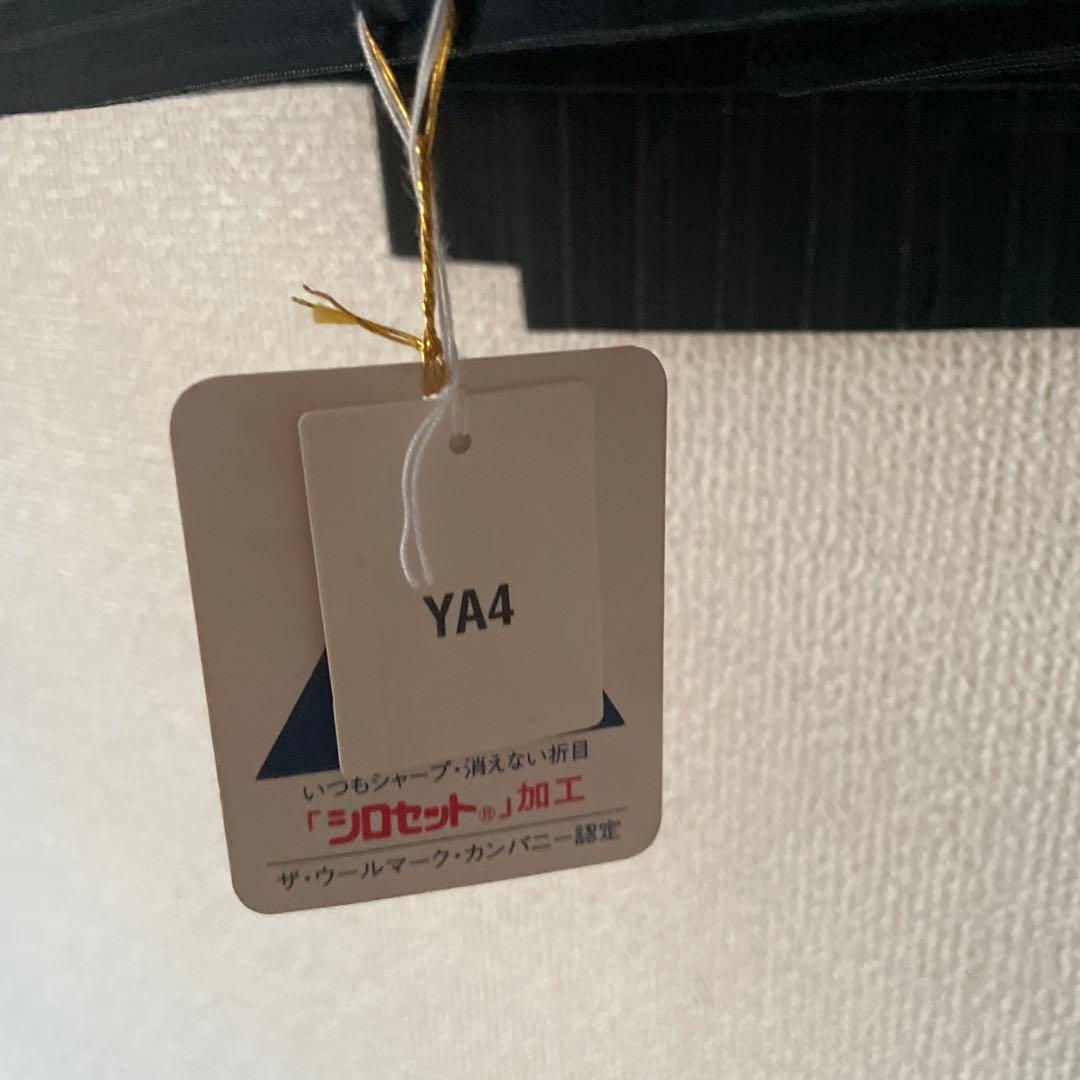 YA4
いつもシャープ・消えない折目
「シロセット®」加工
ザ・ウールマーク・カンパニー認定